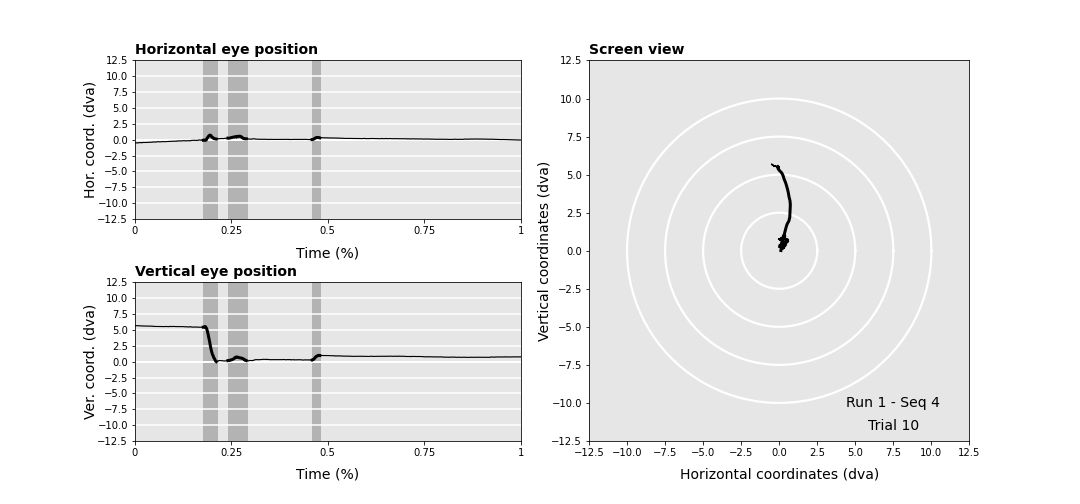 Horizontal eye position
12.5
10.0
7.5
5.0
2.5
0.0
−2.5
−5.0
−7.5
−10.0
−12.5
Hor. coord. (dva)
0 0.25 0.5 0.75 1
Time (%)
Vertical eye position
12.5
10.0
7.5
5.0
2.5
0.0
−2.5
−5.0
−7.5
−10.0
−12.5
Ver. coord. (dva)
0 0.25 0.5 0.75 1
Time (%)
Screen view
12.5
10.0
7.5
5.0
2.5
0.0
−2.5
−5.0
−7.5
−10.0
−12.5
Vertical coordinates (dva)
Run 1 - Seq 4
Trial 10
−12.5 −10.0 −7.5 −5.0 −2.5 0.0 2.5 5.0 7.5 10.0 12.5
Horizontal coordinates (dva)